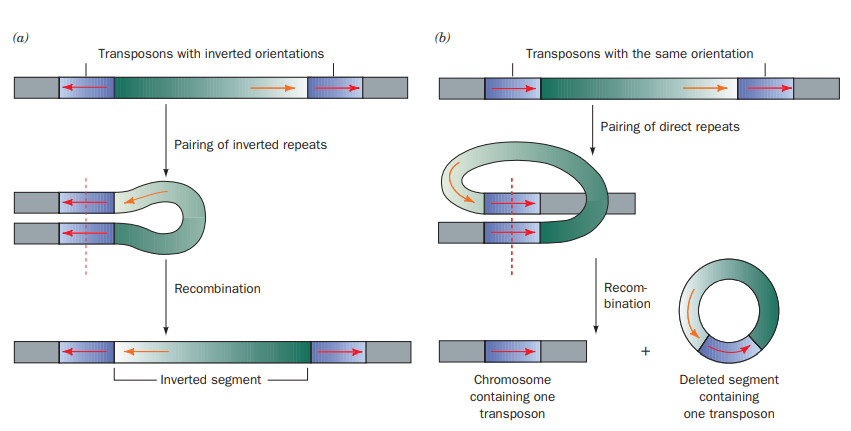 (a)
Transposons with inverted orientations
Pairing of inverted repeats
Recombination
Inverted segment
(b)
Transposons with the same orientation
Pairing of direct repeats
Recom-
bination
+
Chromosome
containing one
transposon
Deleted segment
containing
one transposon